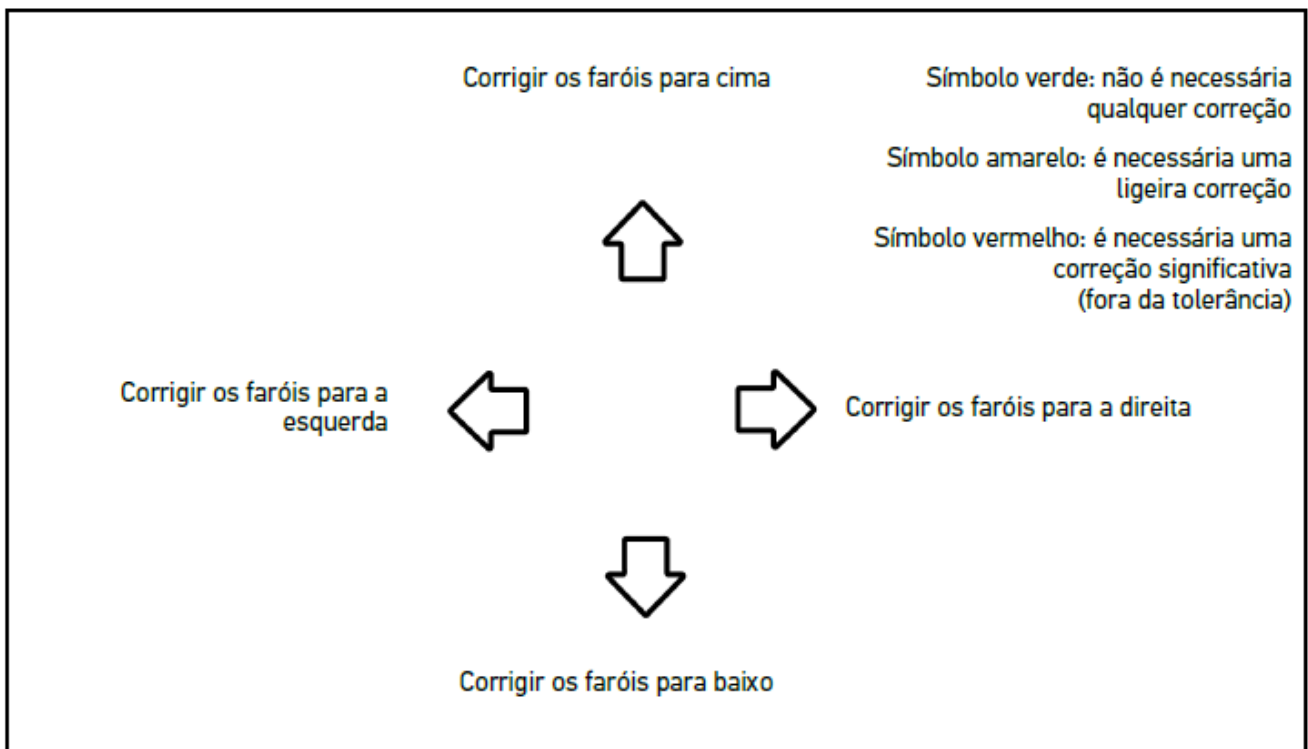 Corrigir os faróis para cima
Símbolo verde: não é necessária
qualquer correção
Símbolo amarelo: é necessária uma
ligeira correção
Símbolo vermelho: é necessária uma
correção significativa
(fora da tolerância)
Corrigir os faróis para a
esquerda
Corrigir os faróis para a direita
Corrigir os faróis para baixo